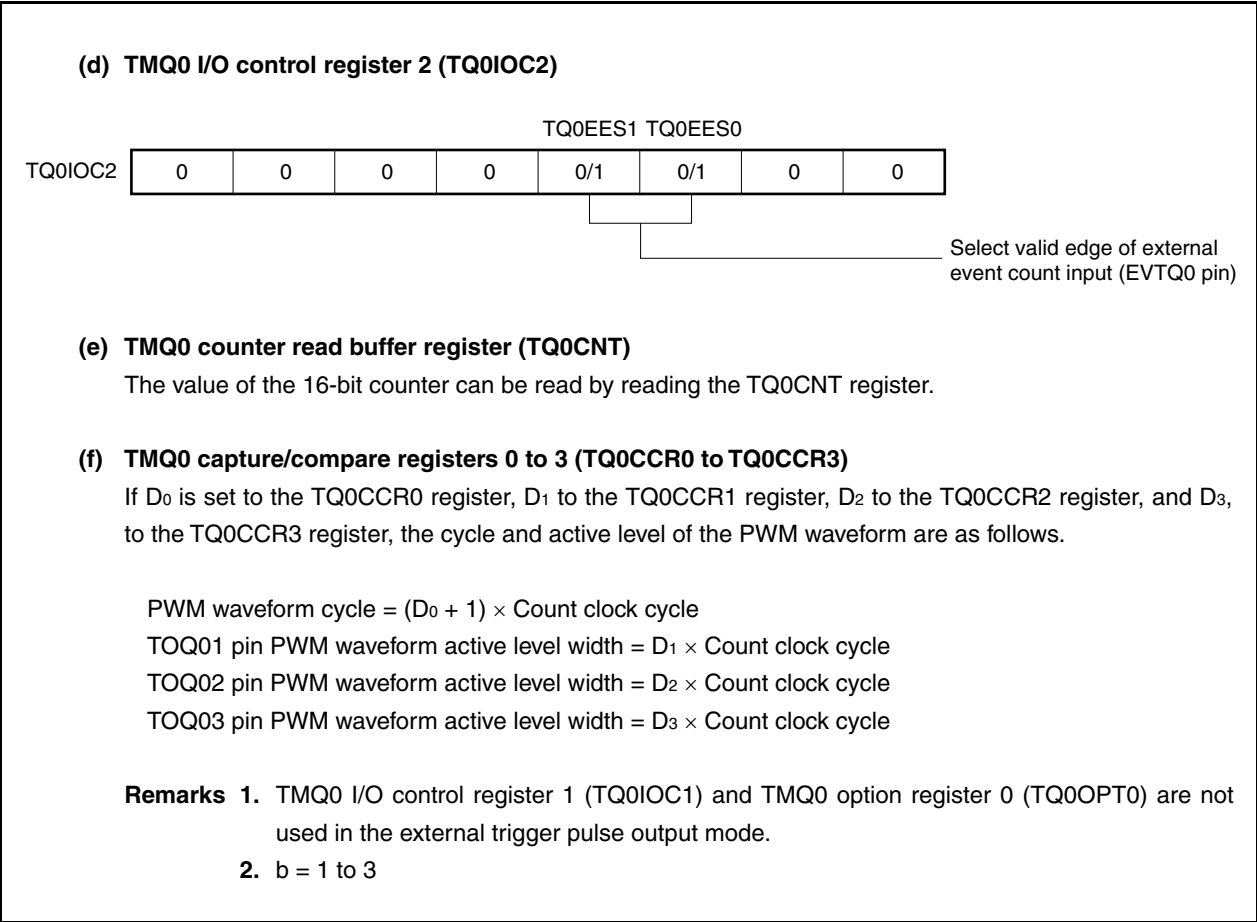 (d) TMQ0 I/O control register 2 (TQ0IOC2)
TQ0EES1 TQ0EES0
TQ0IOC2 0 0 0 0 0/1 0/1 0 0
Select valid edge of external
event count input (EVTQ0 pin)
(e) TMQ0 counter read buffer register (TQ0CNT)
The value of the 16-bit counter can be read by reading the TQ0CNT register.
(f) TMQ0 capture/compare registers 0 to 3 (TQ0CCR0 to TQ0CCR3)
If D0 is set to the TQ0CCR0 register, D1 to the TQ0CCR1 register, D2 to the TQ0CCR2 register, and D3,
to the TQ0CCR3 register, the cycle and active level of the PWM waveform are as follows.
PWM waveform cycle = (D0 + 1) × Count clock cycle
TOQ01 pin PWM waveform active level width = D1 × Count clock cycle
TOQ02 pin PWM waveform active level width = D2 × Count clock cycle
TOQ03 pin PWM waveform active level width = D3 × Count clock cycle
Remarks 1. TMQ0 I/O control register 1 (TQ0IOC1) and TMQ0 option register 0 (TQ0OPT0) are not
used in the external trigger pulse output mode.
2. b = 1 to 3